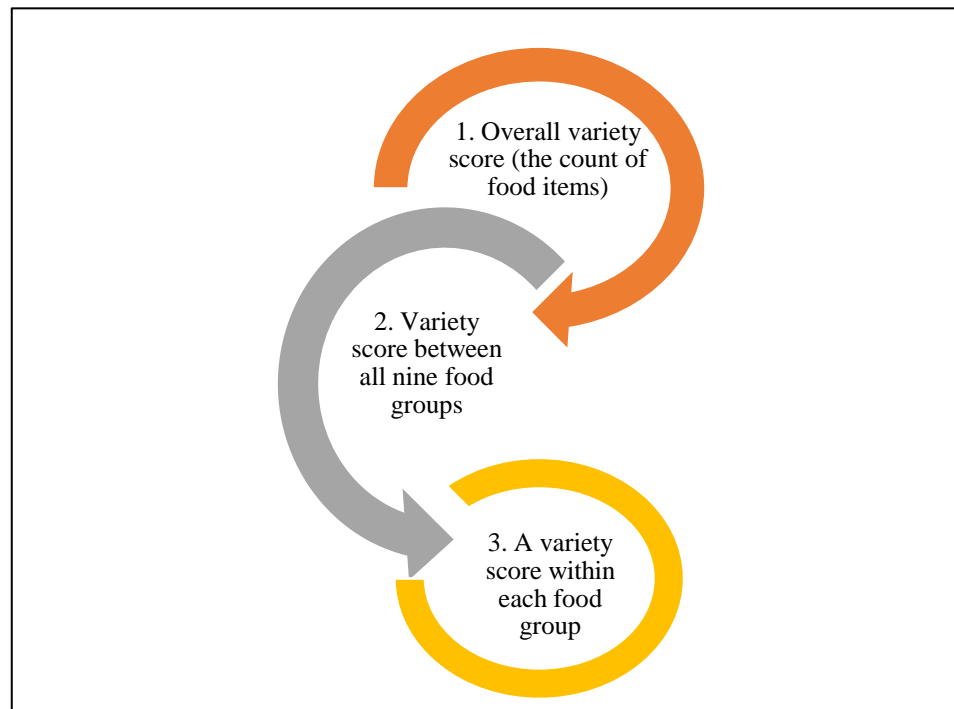 1. Overall variety
score (the count of
food items)
2. Variety
score between
all nine food
groups
3. A variety
score within
each food
group